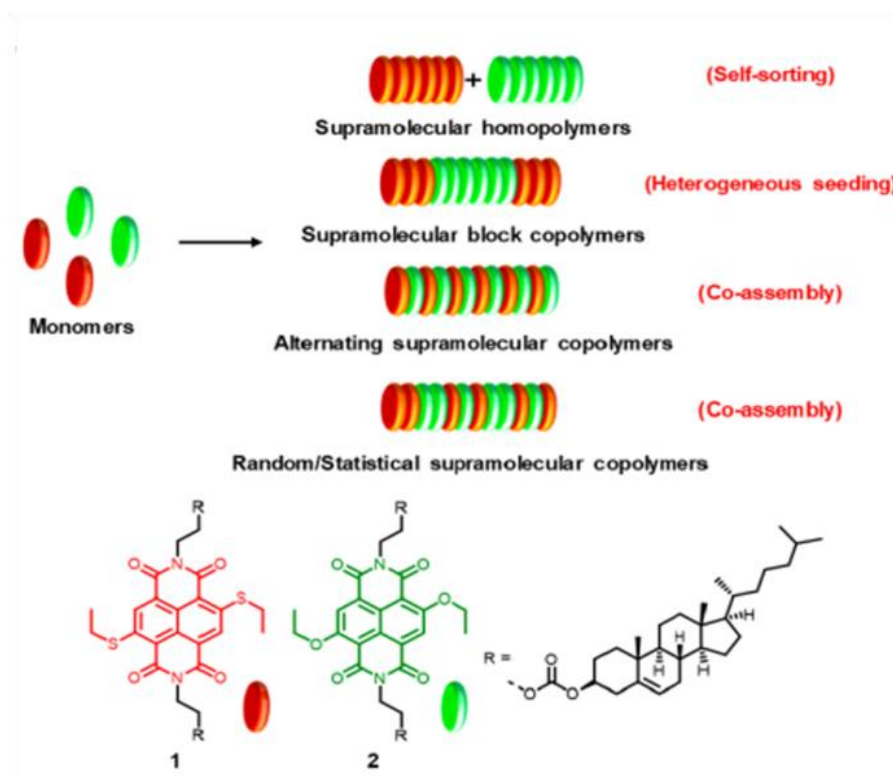 (Self-sorting)
+
Supramolecular homopolymers
(Heterogeneous seeding)
Supramolecular block copolymers
(Co-assembly)
Monomers
Alternating supramolecular copolymers
(Co-assembly)
Random/Statistical supramolecular copolymers
R R
O N O O N O
S O
S O
O N O O N O
R R
R =
O O O
H H H H
1 2